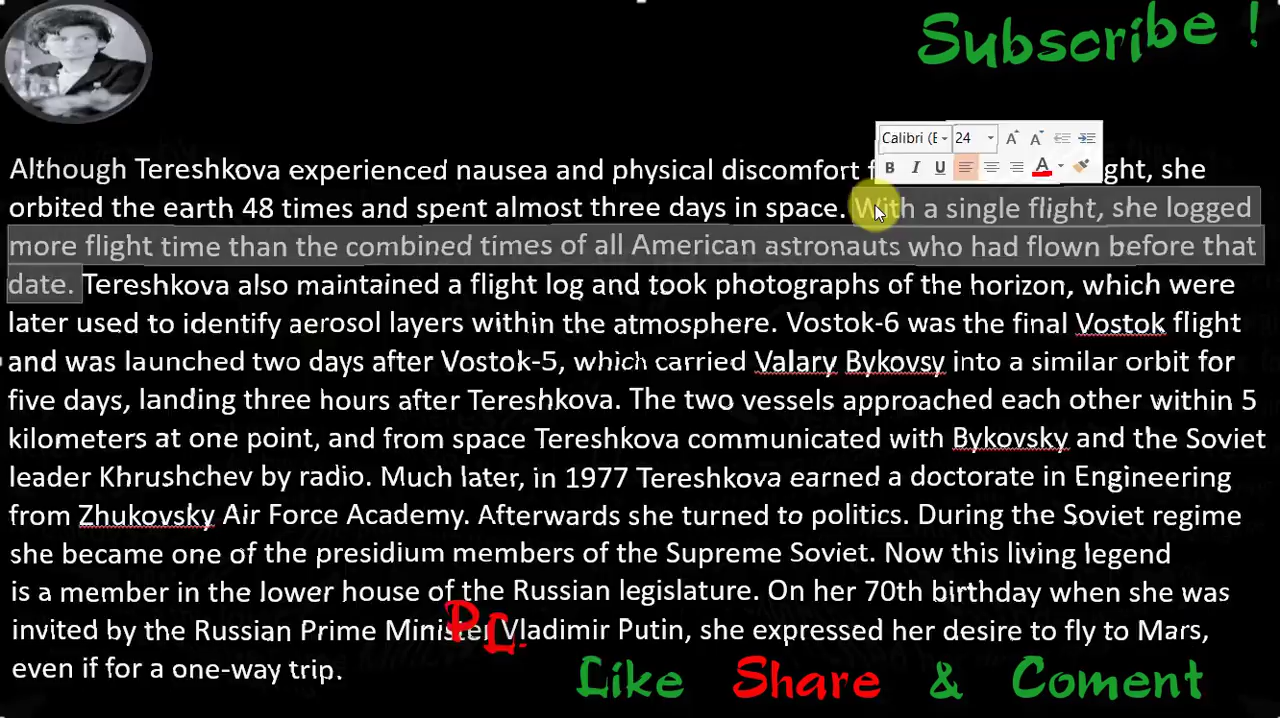 Subscribe !
Calibri (E 24
B I U A
Although Tereshkova experienced nausea and physical discomfort ght, she
orbited the earth 48 times and spent almost three days in space. With a single flight, she logged
more flight time than the combined times of all American astronauts who had flown before that
date. Tereshkova also maintained a flight log and took photographs of the horizon, which were
later used to identify aerosol layers within the atmosphere. Vostok-6 was the final Vostok flight
and was launched two days after Vostok-5, which carried Valary Bykovsy into a similar orbit for
five days, landing three hours after Tereshkova. The two vessels approached each other within 5
kilometers at one point, and from space Tereshkova communicated with Bykovsky and the Soviet
leader Khrushchev by radio. Much later, in 1977 Tereshkova earned a doctorate in Engineering
from Zhukovsky Air Force Academy. Afterwards she turned to politics. During the Soviet regime
she became one of the presidium members of the Supreme Soviet. Now this living legend
is a member in the lower house of the Russian legislature. On her 70th birthday when she was
invited by the Russian Prime Minister Vladimir Putin, she expressed her desire to fly to Mars,
even if for a one-way trip.
PL.
Like Share & Coment